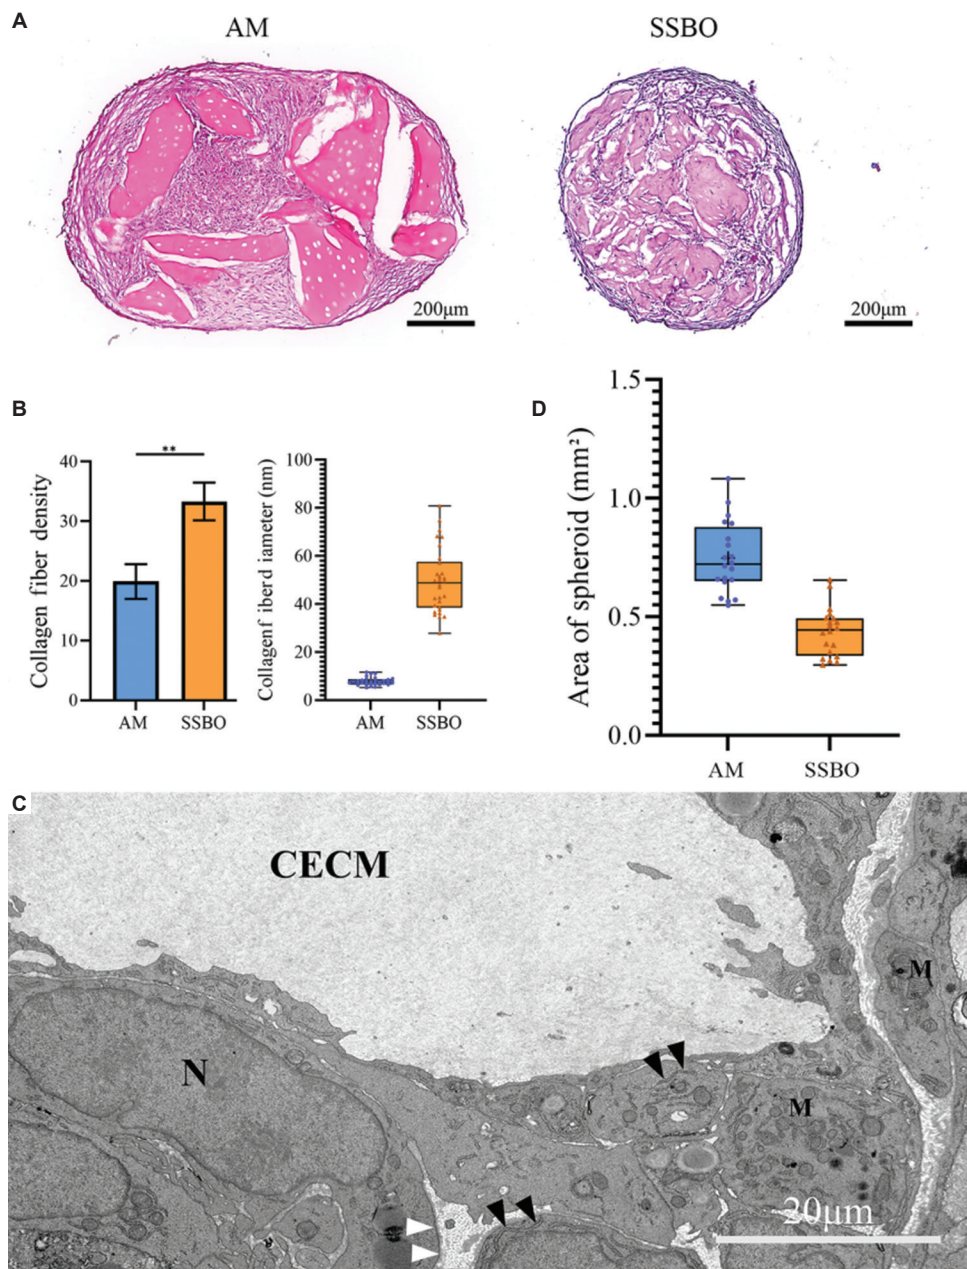 A
AM
SSBO
200μm
200μm
B
Collagen fiber density
40
30
20
10
0
**
AM
SSBO
Collagenf iberd iameter (nm)
100
80
60
40
20
0
AM
SSBO
D
Area of spheroid (mm²)
1.5
1.0
0.5
0.0
AM
SSBO
C
CECM
N
M
M
20μm